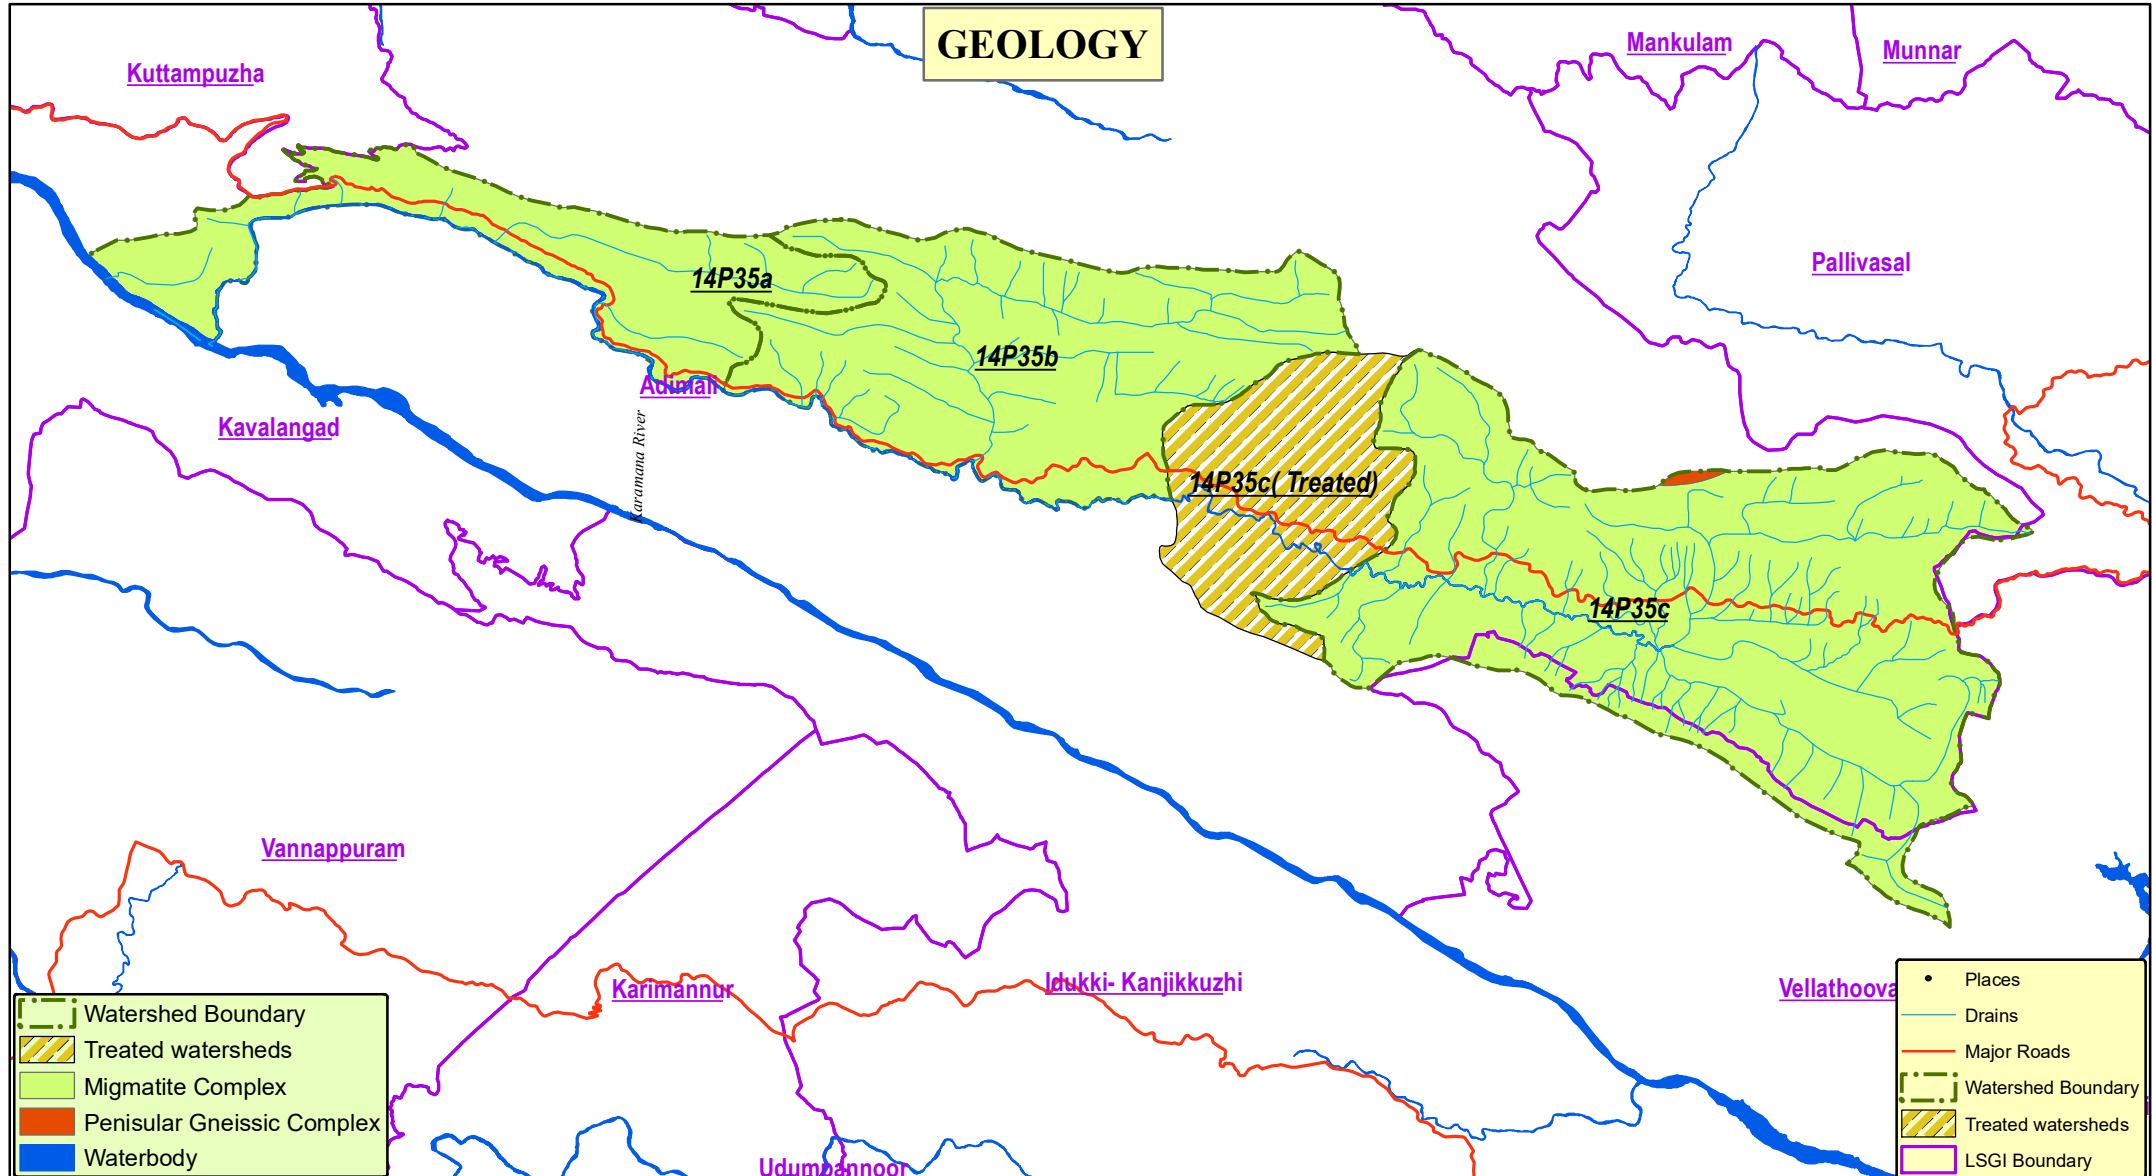 GEOLOGY
Kuttampuzha
Mankulam
Munnar
Pallivasal
14P35a
14P35b
Adimali
Kavalangad
Karamana River
14P35c( Treated)
14P35c
Vannappuram
Karimannur
Idukki- Kanjikkuzhi
Vellathoova
Udumpannoor
Watershed Boundary
Treated watersheds
Migmatite Complex
Penisular Gneissic Complex
Waterbody
Places
Drains
Major Roads
Watershed Boundary
Treated watersheds
LSGI Boundary